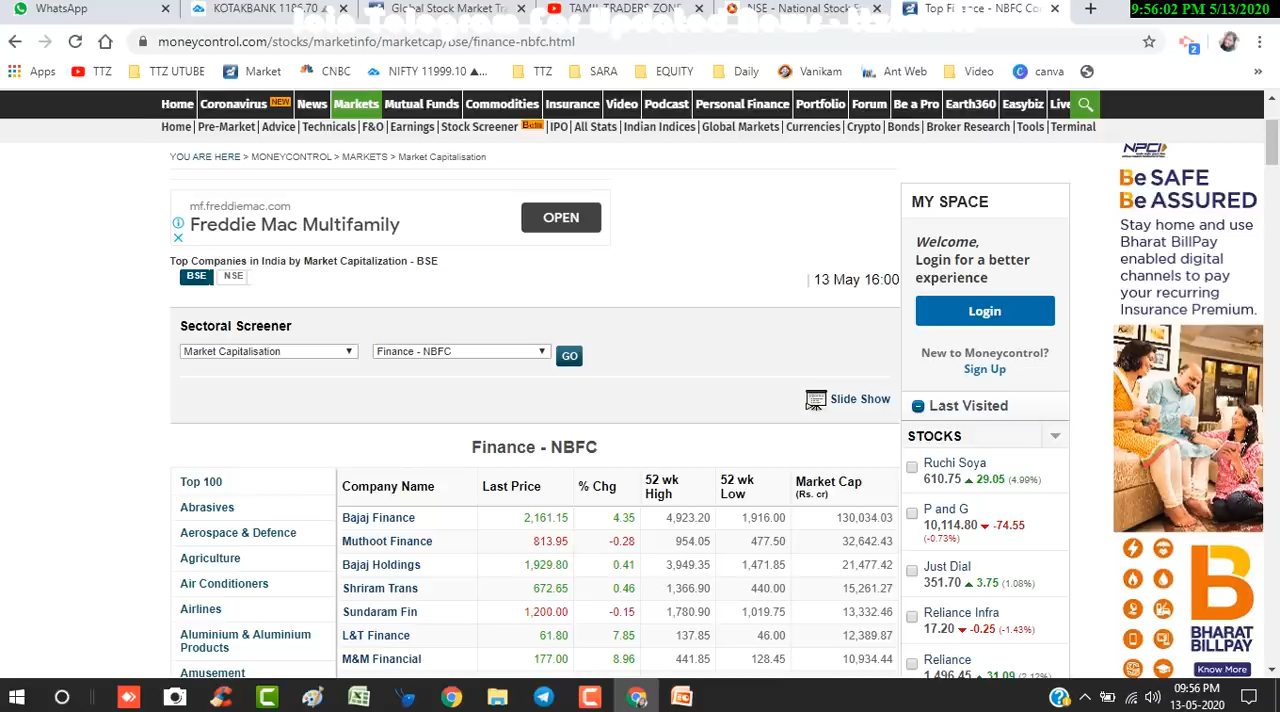 9:56:02 PM 5/13/2020
WhatsApp × KOTAKBANK 1186.70 × Global Stock Market Tra × TAMIL TRADERS ZONE × NSE - National Stock × Top Finance - NBFC Co ×
moneycontrol.com/stocks/marketinfo/marketcap/bse/finance-nbfc.html
2
Apps TTZ TTZ UTUBE Market CNBC NIFTY 11999.10 ▲... TTZ SARA EQUITY Daily Vanikam Ant Web Video canva »
Home Coronavirus NEW News Markets Mutual Funds Commodities Insurance Video Podcast Personal Finance Portfolio Forum Be a Pro Earth360 Easybiz Live
Home | Pre-Market | Advice | Technicals | F&O | Earnings | Stock Screener Beta | IPO | All Stats | Indian Indices | Global Markets | Currencies | Crypto | Bonds | Broker Research | Tools | Terminal
YOU ARE HERE > MONEYCONTROL > MARKETS > Market Capitalisation
mf.freddiemac.com
Freddie Mac Multifamily
OPEN
Top Companies in India by Market Capitalization - BSE
BSE NSE
13 May 16:00
Sectoral Screener
Market Capitalisation Finance - NBFC GO
Slide Show
Finance - NBFC
Top 100
Abrasives
Aerospace & Defence
Agriculture
Air Conditioners
Airlines
Aluminium & Aluminium
Products
Amusement
Company Name Last Price % Chg 52 wk High 52 wk Low Market Cap (Rs. cr)
Bajaj Finance 2,161.15 4.35 4,923.20 1,916.00 130,034.03
Muthoot Finance 813.95 -0.28 954.05 477.50 32,642.43
Bajaj Holdings 1,929.80 0.41 3,949.35 1,471.85 21,477.42
Shriram Trans 672.65 0.46 1,366.90 440.00 15,261.27
Sundaram Fin 1,200.00 -0.15 1,780.90 1,019.75 13,332.46
L&T Finance 61.80 7.85 137.85 46.00 12,389.87
M&M Financial 177.00 8.96 441.85 128.45 10,934.44
MY SPACE
Welcome,
Login for a better
experience
Login
New to Moneycontrol?
Sign Up
Last Visited
STOCKS
Ruchi Soya
610.75 ▲ 29.05 (4.99%)
P and G
10,114.80 ▼ -74.55
(-0.73%)
Just Dial
351.70 ▲ 3.75 (1.08%)
Reliance Infra
17.20 ▼ -0.25 (-1.43%)
Reliance
1,496.45 ▲ 31.09 (2.12%)
NPCI
Be SAFE
Be ASSURED
Stay home and use
Bharat BillPay
enabled digital
channels to pay
your recurring
Insurance Premium.
B
BHARAT
BILLPAY
Know More
09:56 PM
13-05-2020